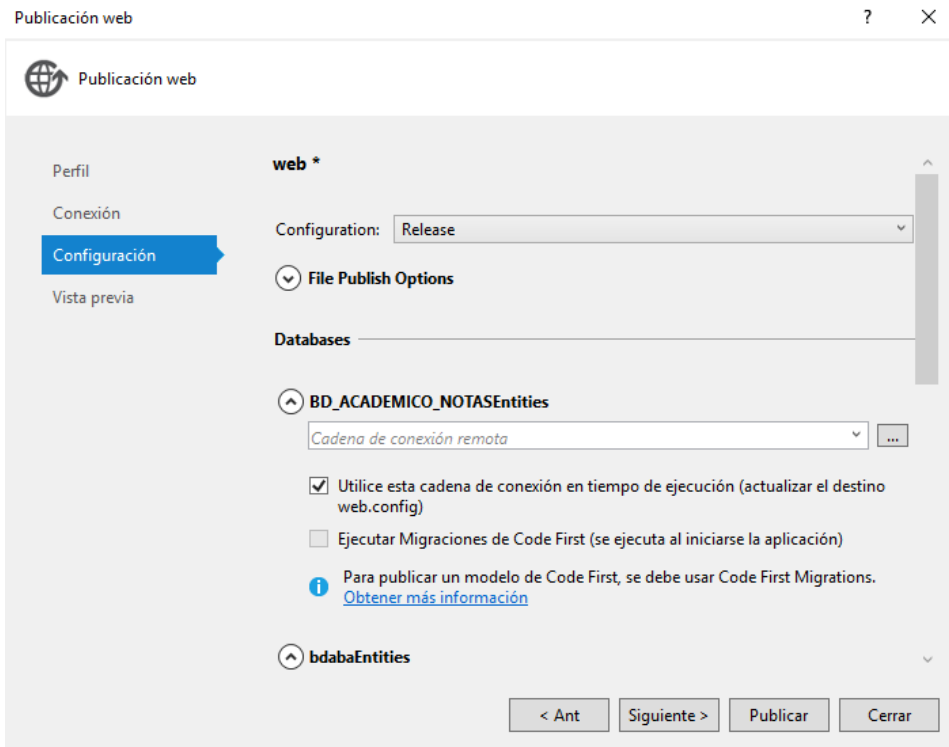 Publicación web
?
Publicación web
Perfil
Conexión
Configuración
Vista previa
web *
Configuration:
Release
File Publish Options
Databases
BD_ACADEMICO_NOTASEntities
Cadena de conexión remota
...
Utilice esta cadena de conexión en tiempo de ejecución (actualizar el destino
web.config)
Ejecutar Migraciones de Code First (se ejecuta al iniciarse la aplicación)
Para publicar un modelo de Code First, se debe usar Code First Migrations.
Obtener más información
bdabaEntities
< Ant
Siguiente >
Publicar
Cerrar